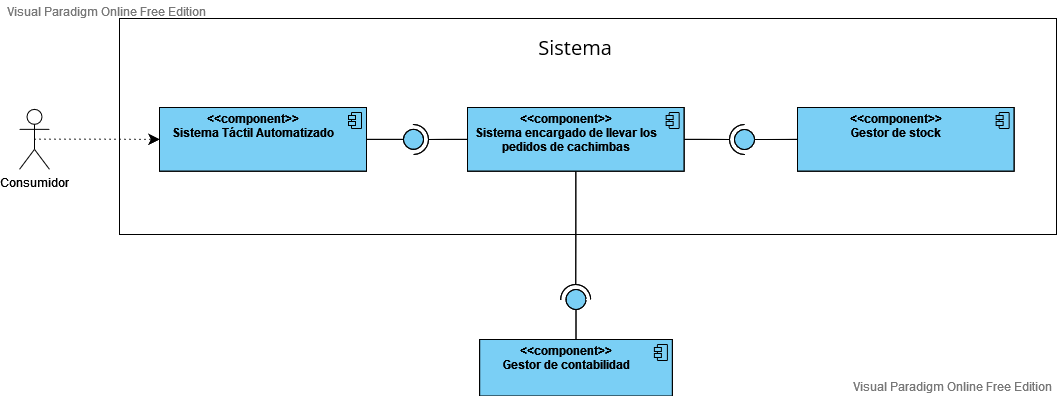 Visual Paradigm Online Free Edition
Sistema
<<component>>
Sistema Táctil Automatizado
<<component>>
Sistema encargado de llevar los
pedidos de cachimbas
<<component>>
Gestor de stock
Consumidor
<<component>>
Gestor de contabilidad
Visual Paradigm Online Free Edition